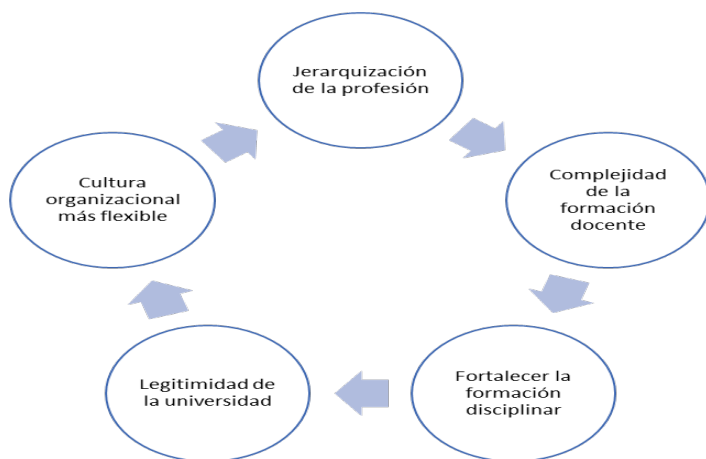 Jerarquización
de la profesión
Complejidad
de la
formación
docente
Fortalecer la
formación
disciplinar
Legitimidad de
la universidad
Cultura
organizacional
más flexible